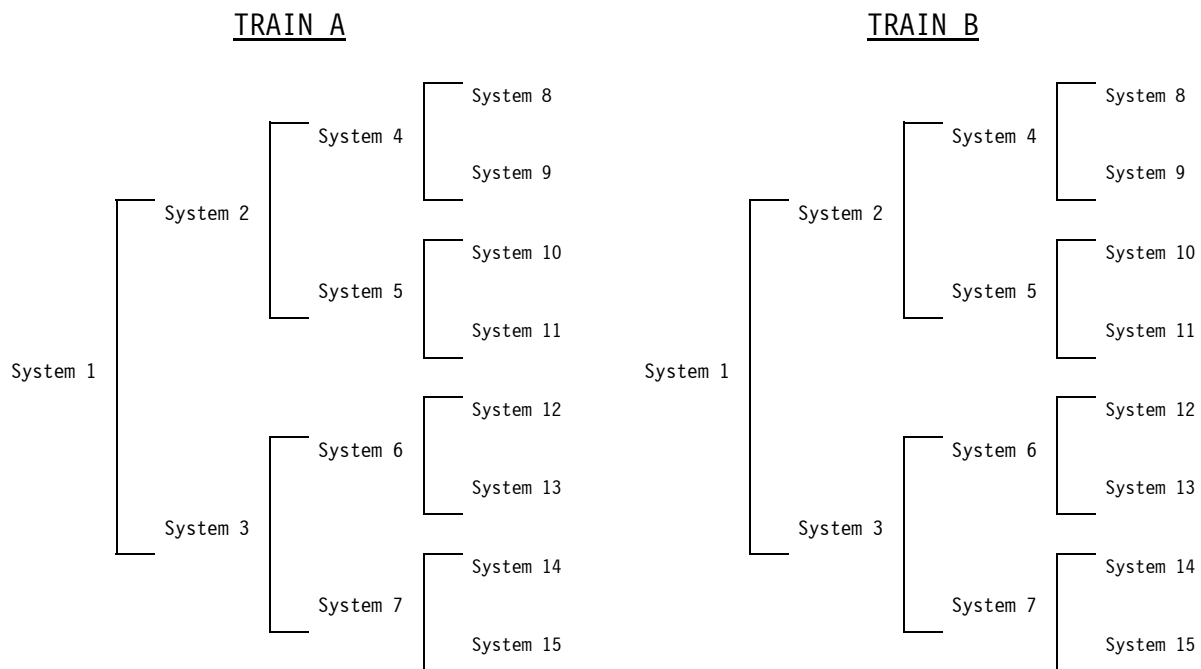 TRAIN A
TRAIN B
System 8
System 8
System 4
System 4
System 9
System 9
System 2
System 2
System 10
System 10
System 5
System 5
System 11
System 11
System 1
System 1
System 12
System 12
System 6
System 6
System 13
System 13
System 3
System 3
System 14
System 14
System 7
System 7
System 15
System 15